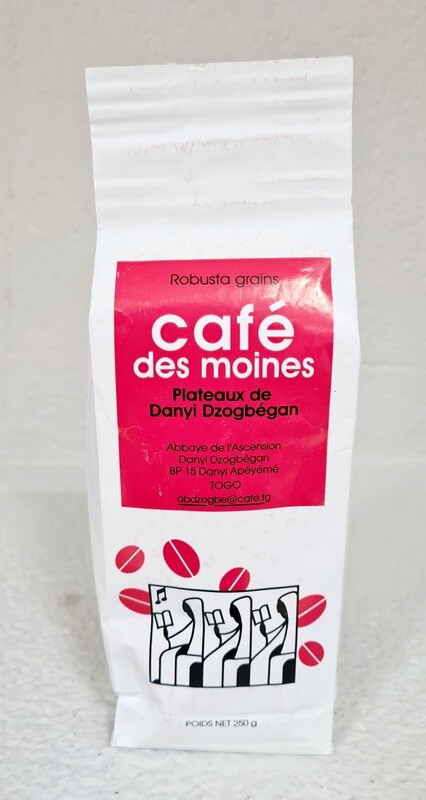 Robusta grains
café
des moines
Plateaux de
Danyi Dzogbégan
Abbaye de l'Ascension
Danyi Dzogbégan
BP 15 Danyi Apéyémé
TOGO
abdzogbe@cafe.tg
POIDS NET 250 g